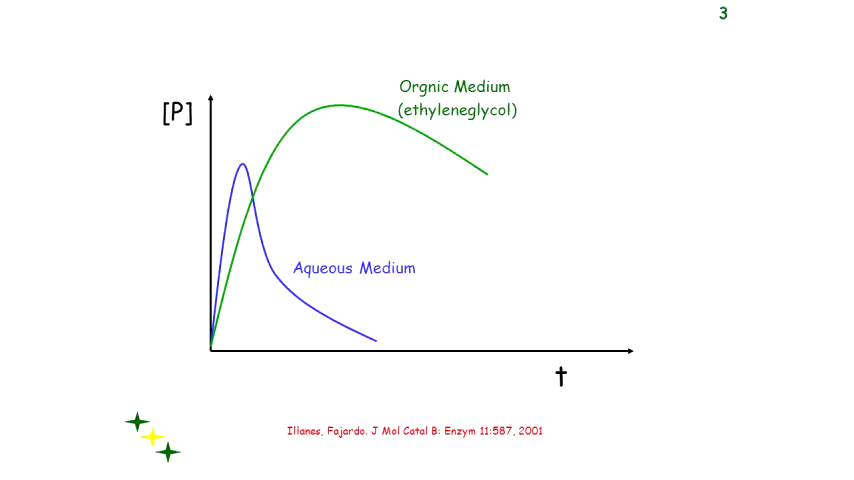 3
[P]
Orgnic Medium
(ethyleneglycol)
Aqueous Medium
t
Illanes, Fajardo. J Mol Catal B: Enzym 11:587, 2001